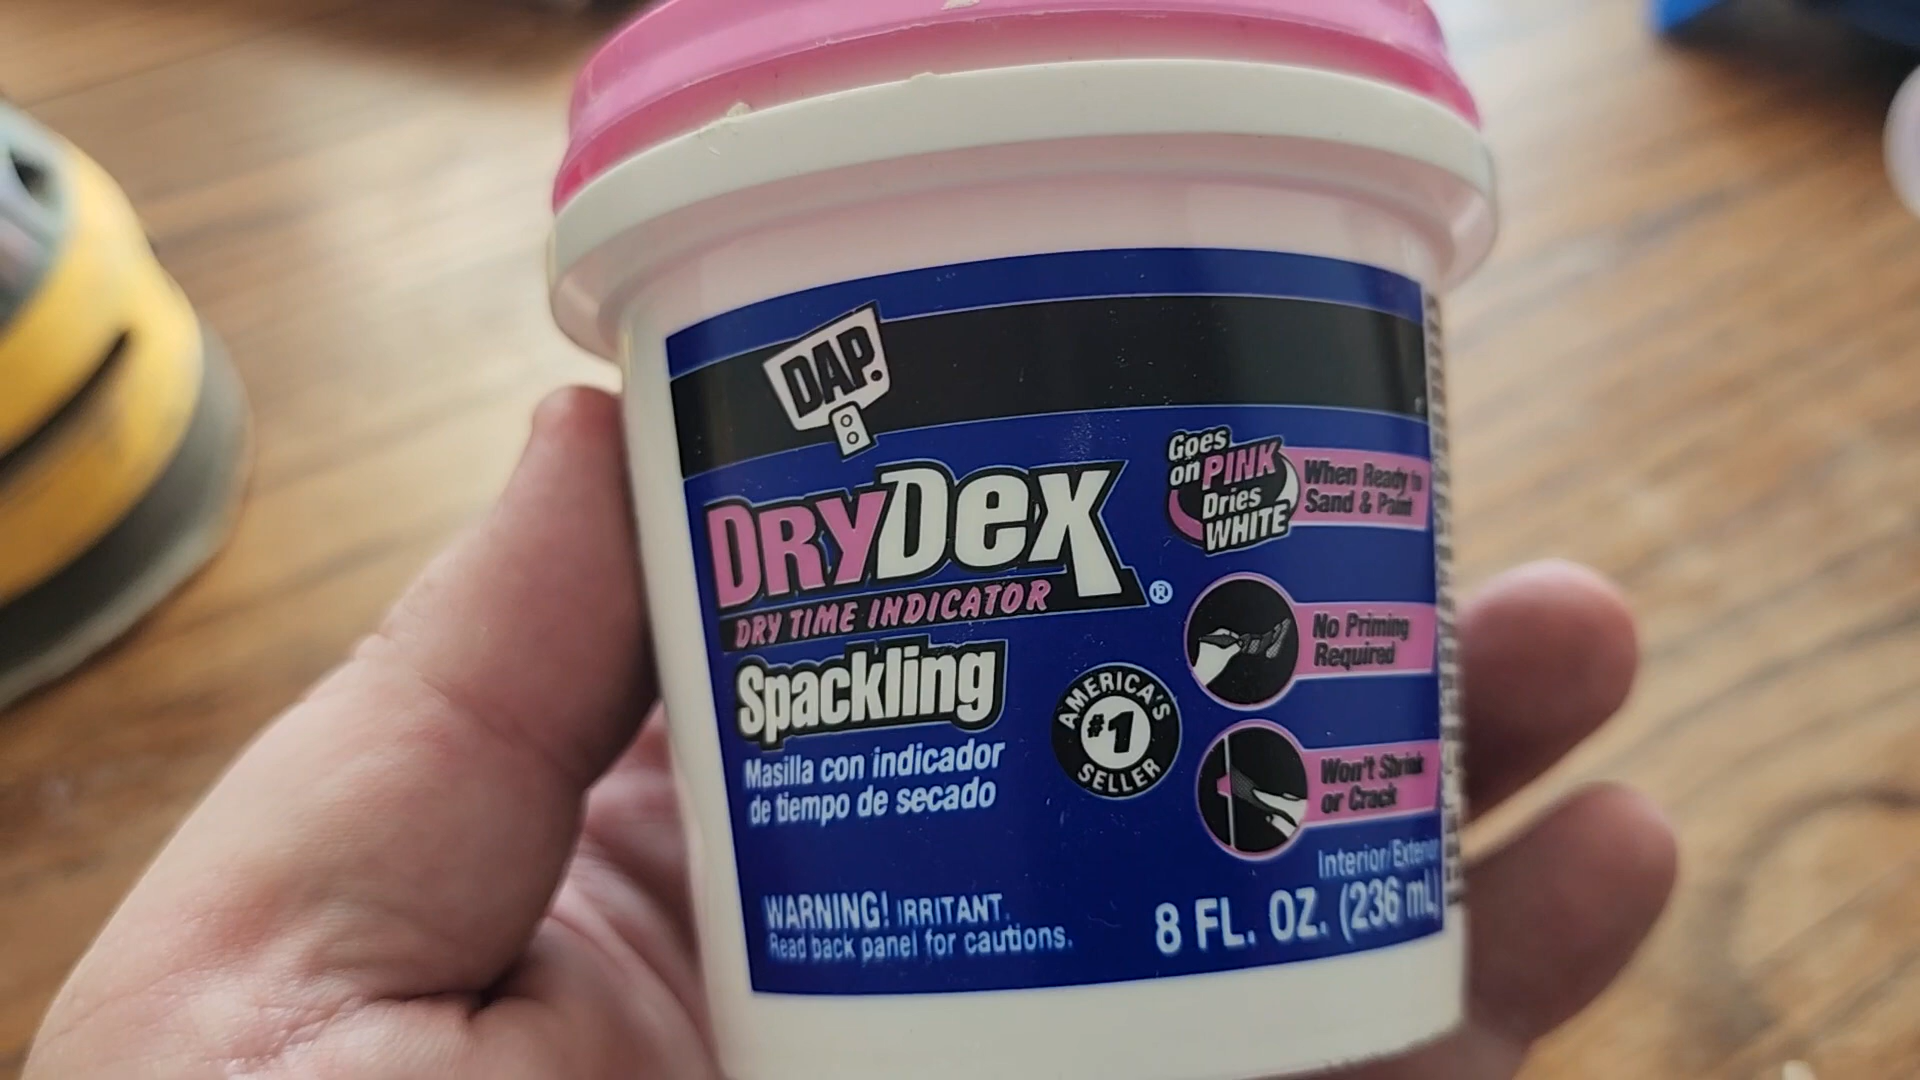 DAP.
DRYDex
DRY TIME INDICATOR
®
Spackling
Masilla con indicador
de tiempo de secado
AMERICA'S
#1
SELLER
Goes
on PINK
Dries
WHITE
When Ready to
Sand & Paint
No Priming
Required
Won't Shrink
or Crack
WARNING! IRRITANT.
Read back panel for cautions.
Interior/Exterior
8 FL. OZ. (236 mL)